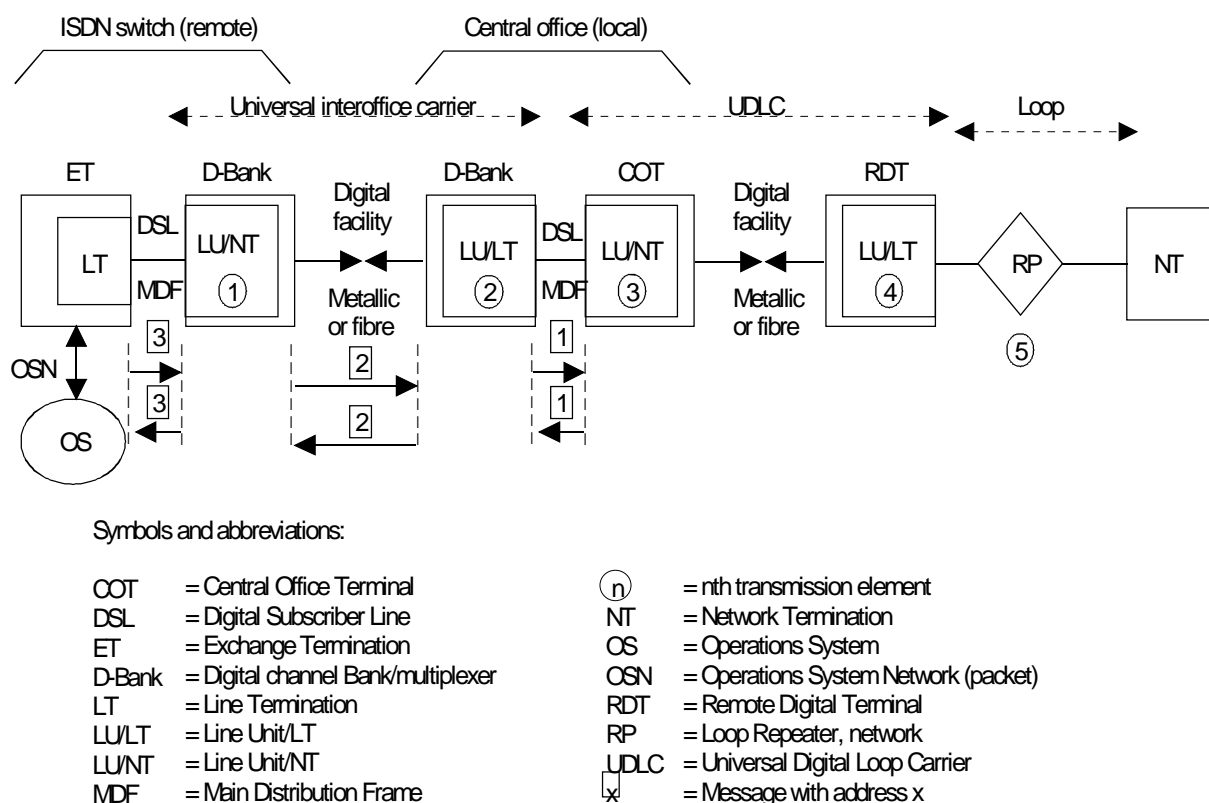 ISDN switch (remote)
Central office (local)
Universal interoffice carrier
UDLC
Loop
ET
D-Bank
D-Bank
COT
RDT
Digital
facility
Digital
facility
LT
DSL
MDF
LU/NT
1
LU/LT
2
DSL
MDF
LU/NT
3
LU/LT
4
RP
5
NT
Metallic
or fibre
Metallic
or fibre
3
2
1
OSN
3
2
1
OS
Symbols and abbreviations:
COT = Central Office Terminal
DSL = Digital Subscriber Line
ET = Exchange Termination
D-Bank = Digital channel Bank/multiplexer
LT = Line Termination
LU/LT = Line Unit/LT
LU/NT = Line Unit/NT
MDF = Main Distribution Frame
n = nth transmission element
NT = Network Termination
OS = Operations System
OSN = Operations System Network (packet)
RDT = Remote Digital Terminal
RP = Loop Repeater, network
UDLC = Universal Digital Loop Carrier
x = Message with address x